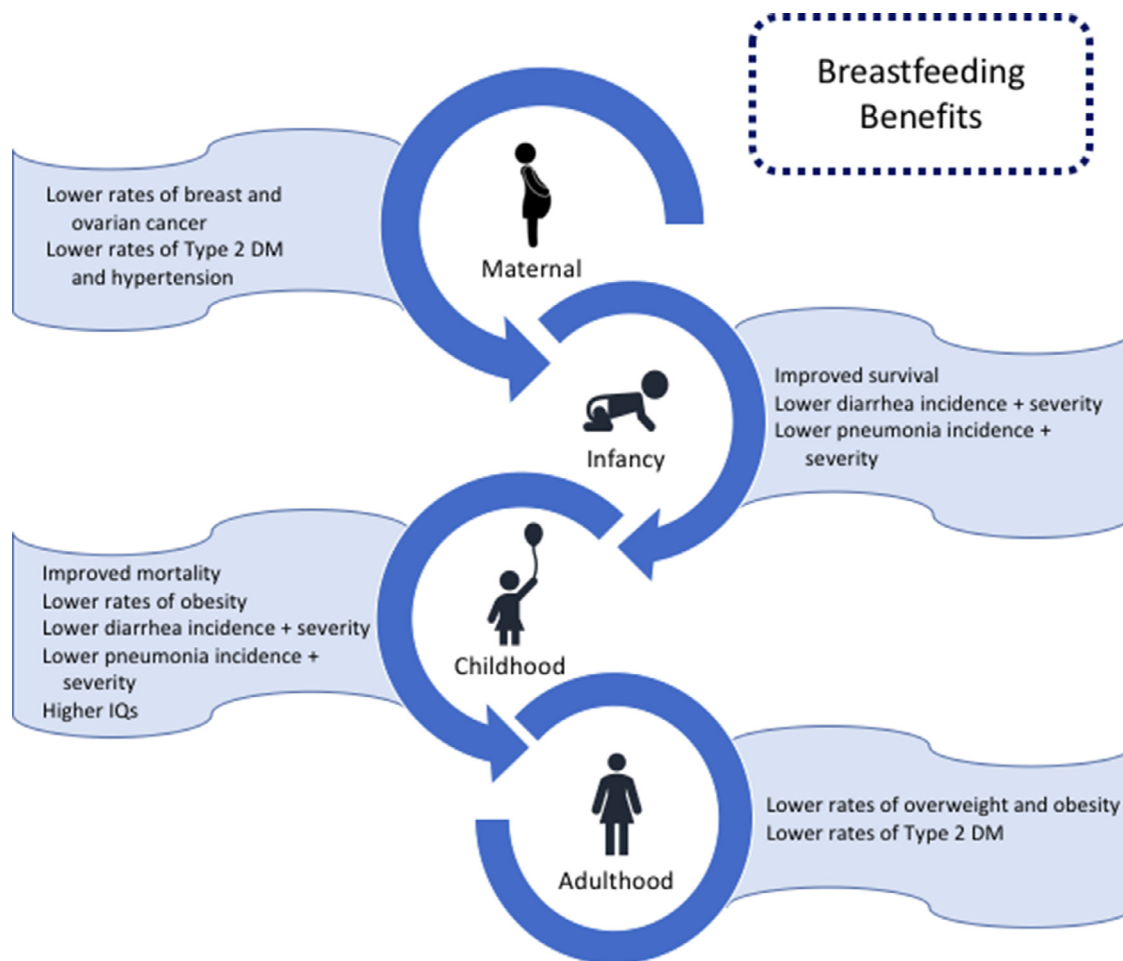 Breastfeeding
Benefits
Lower rates of breast and
ovarian cancer
Lower rates of Type 2 DM
and hypertension
Maternal
Improved survival
Lower diarrhea incidence + severity
Lower pneumonia incidence +
severity
Infancy
Improved mortality
Lower rates of obesity
Lower diarrhea incidence + severity
Lower pneumonia incidence +
severity
Higher IQs
Childhood
Lower rates of overweight and obesity
Lower rates of Type 2 DM
Adulthood